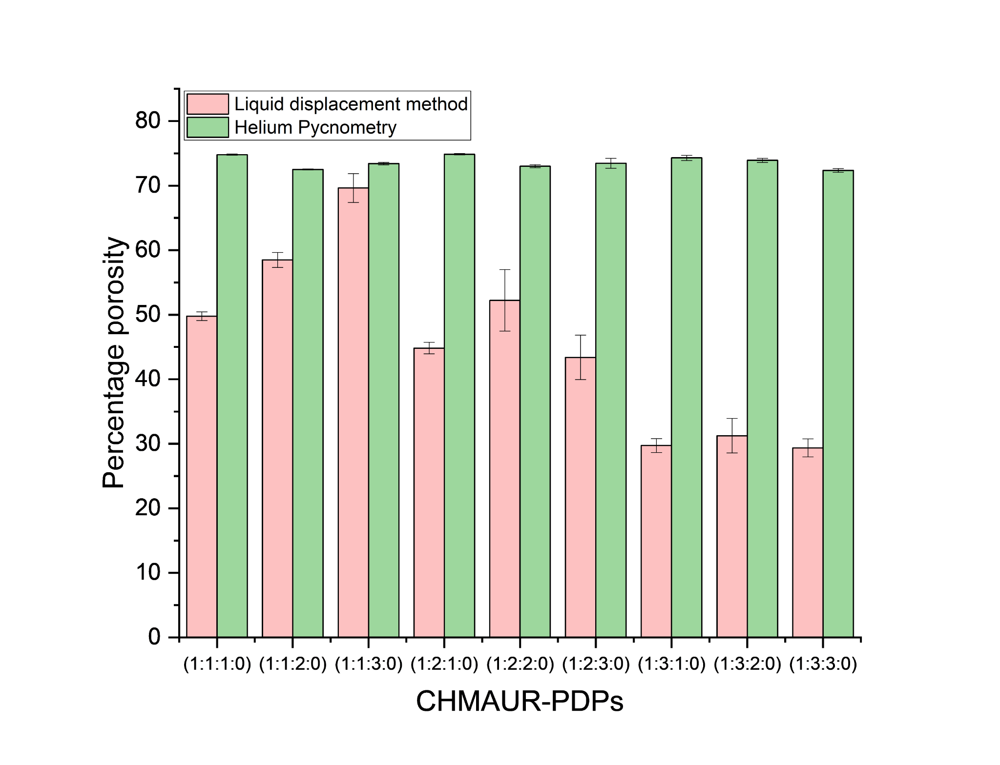 Liquid displacement method
Helium Pycnometry
80
70
60
50
40
30
20
10
0
Percentage porosity
(1:1:1:0) (1:1:2:0) (1:1:3:0) (1:2:1:0) (1:2:2:0) (1:2:3:0) (1:3:1:0) (1:3:2:0) (1:3:3:0)
CHMAUR-PDPs